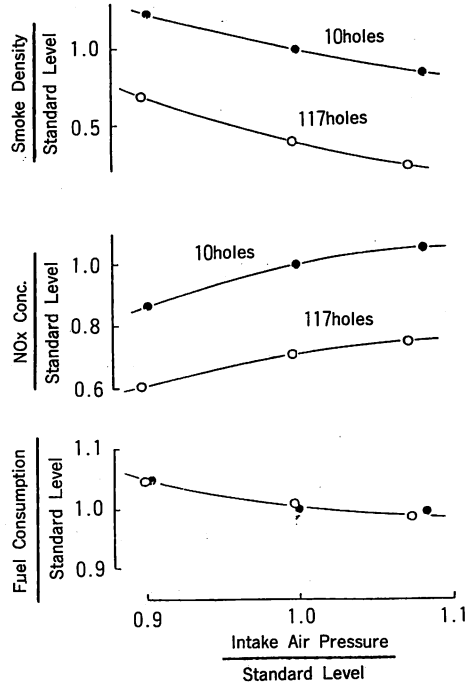 Smoke Density
Standard Level
1.0
0.5
10holes
117holes
NOx Conc.
Standard Level
1.0
0.8
0.6
10holes
117holes
Fuel Consumption
Standard Level
1.1
1.0
0.9
0.9
1.0
1.1
Intake Air Pressure
Standard Level